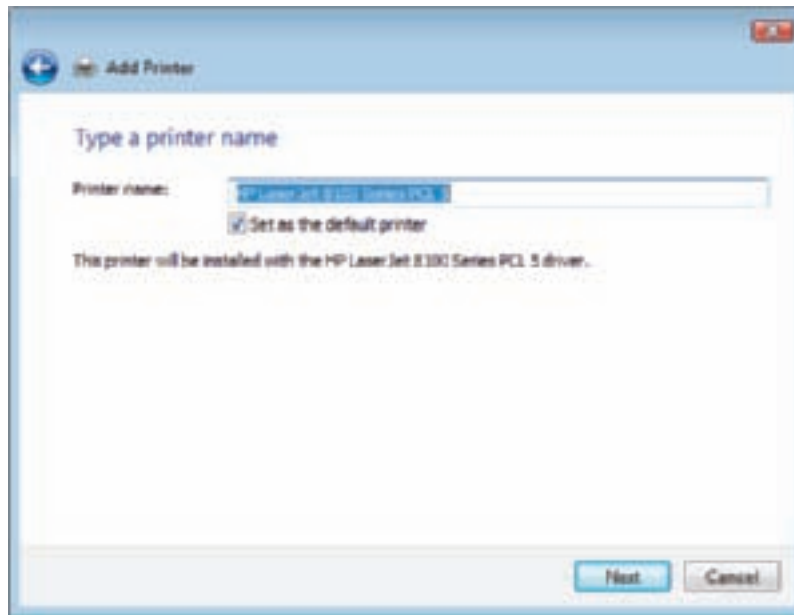 Add Printer
Type a printer name
Printer name: HP LaserJet 8100 Series PCL 5
Set as the default printer
This printer will be installed with the HP LaserJet 8100 Series PCL 5 driver.
Next Cancel